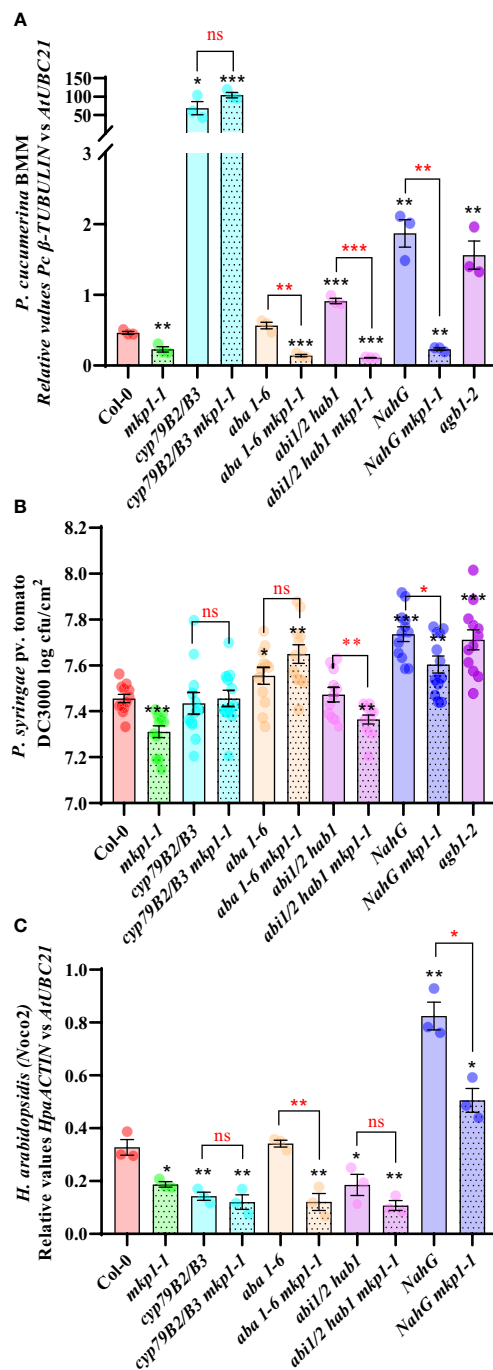 A
P. cucumerina BMM
Relative values Pc β-TUBULIN vs AtUBC21
150
100
50
3
2
1
0
ns
*
***
**
**
***
***
**
***
**
**
**
**
Col-0
mkp1-1
cyp79B2/B3
cyp79B2/B3 mkp1-1
aba 1-6
aba 1-6 mkp1-1
abi1/2 hab1
abi1/2 hab1 mkp1-1
NahG
NahG mkp1-1
agb1-2
B
P. syringae pv. tomato
DC3000 log cfu/cm²
8.2
8.0
7.8
7.6
7.4
7.2
7.0
***
ns
ns
*
**
**
**
***
*
**
***
Col-0
mkp1-1
cyp79B2/B3
cyp79B2/B3 mkp1-1
aba 1-6
aba 1-6 mkp1-1
abi1/2 hab1
abi1/2 hab1 mkp1-1
NahG
NahG mkp1-1
agb1-2
C
H. arabidopsidis (Noco2)
Relative values HpaACTIN vs AtUBC21
1.0
0.8
0.6
0.4
0.2
0.0
*
**
ns
**
**
**
*
ns
**
**
*
*
Col-0
mkp1-1
cyp79B2/B3
cyp79B2/B3 mkp1-1
aba 1-6
aba 1-6 mkp1-1
abi1/2 hab1
abi1/2 hab1 mkp1-1
NahG
NahG mkp1-1